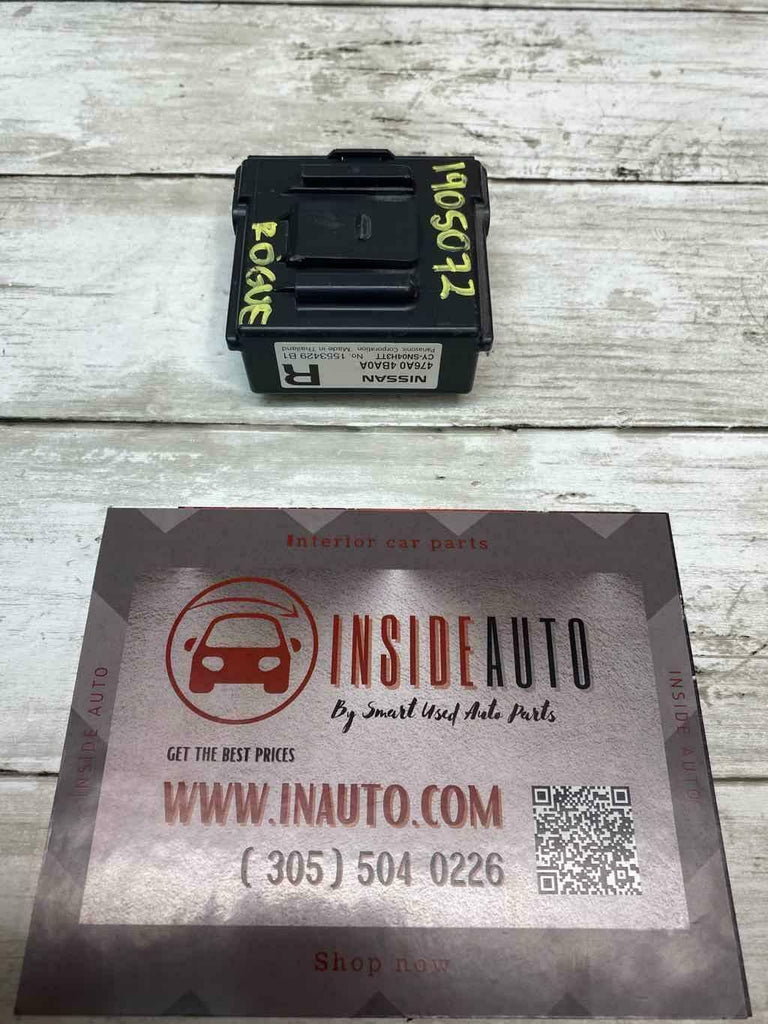 1905072
ROGUE
NISSAN
476A0 4BA0A
CY-SN04H3TT No. 1553429 B1
Panasonic Corporation Made in Thailand
R
Interior car parts
INSIDEAUTO
By Smart Used Auto Parts
GET THE BEST PRICES
WWW.INAUTO.COM
(305) 504 0226
Shop now
INSIDE AUTO
INSIDE AUTO